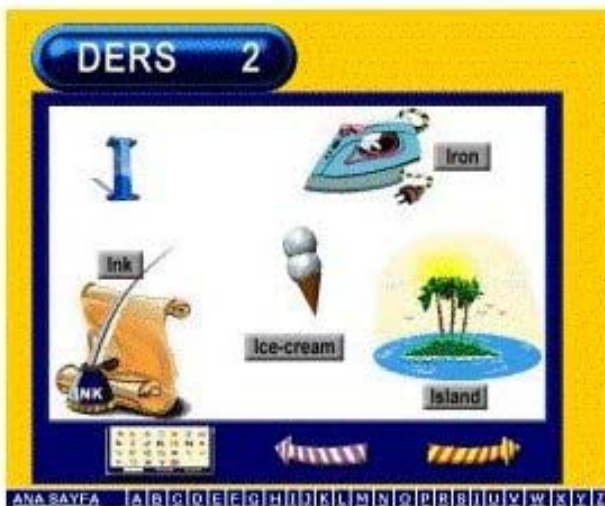 DERS 2
I
Iron
Ink
INK
Ice-cream
Island
ANA SAYFA A B C D E F G H I J K L M N O P R S T U V W X Y Z